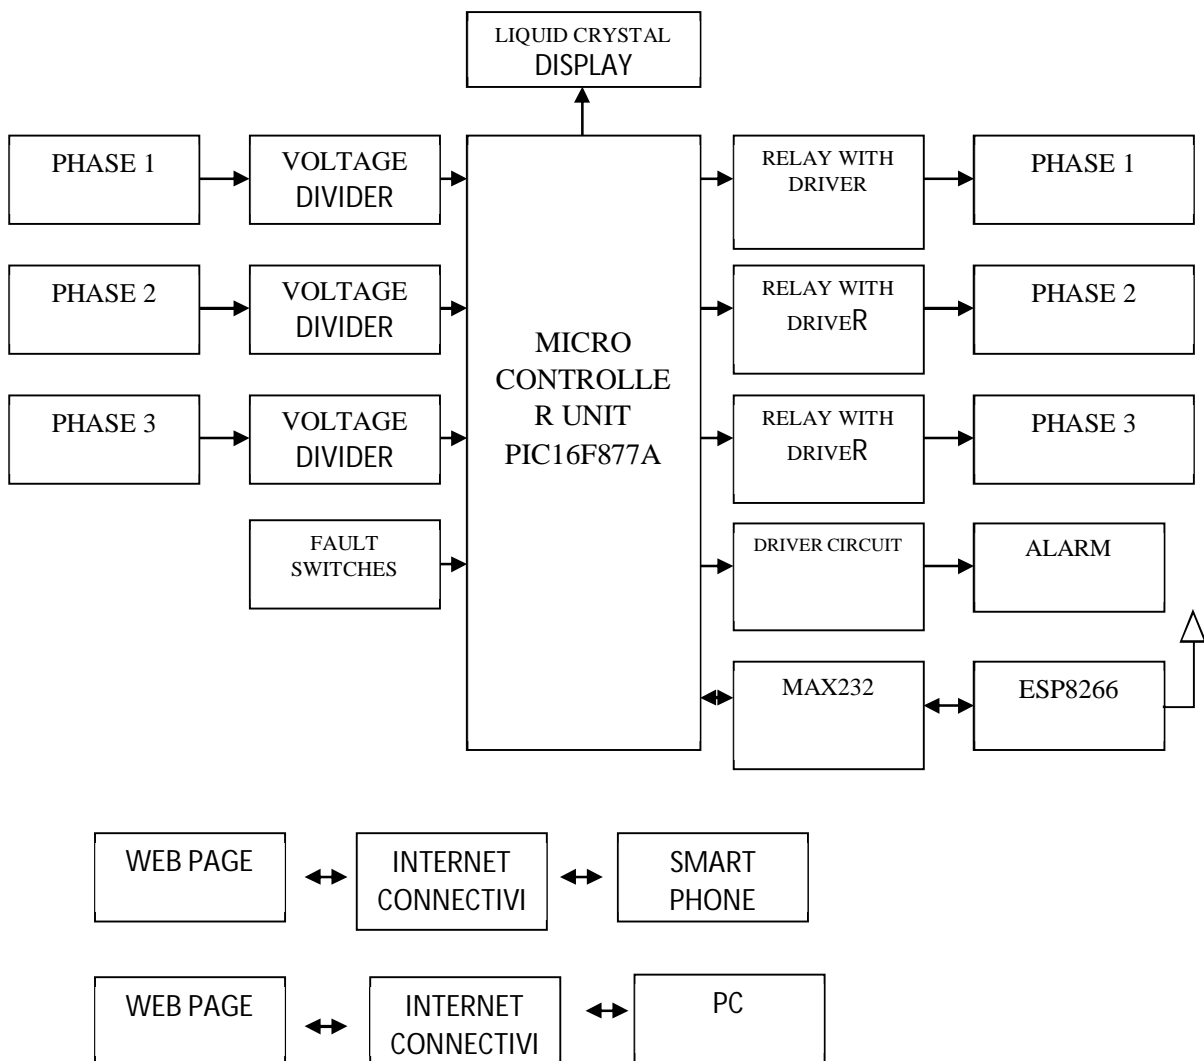 LIQUID CRYSTAL
DISPLAY
PHASE 1
VOLTAGE
DIVIDER
RELAY WITH
DRIVER
PHASE 1
PHASE 2
VOLTAGE
DIVIDER
RELAY WITH
DRIVeR
PHASE 2
MICRO
CONTROLLE
R UNIT
PIC16F877A
PHASE 3
VOLTAGE
DIVIDER
RELAY WITH
DRIVeR
PHASE 3
FAULT
SWITCHES
DRIVER CIRCUIT
ALARM
MAX232
ESP8266
WEB PAGE
INTERNET
CONNECTIVI
SMART
PHONE
WEB PAGE
INTERNET
CONNECTIVI
PC